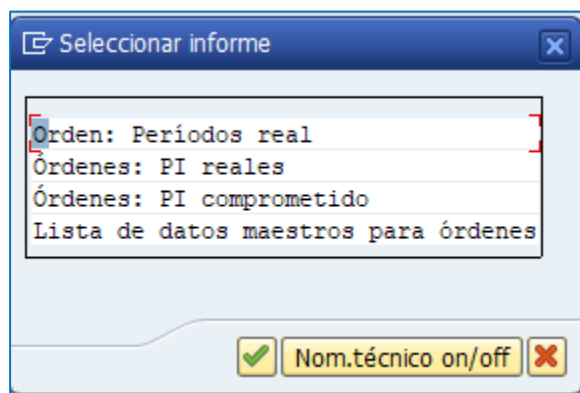 Seleccionar informe
Orden: Períodos real
Órdenes: PI reales
Órdenes: PI comprometido
Lista de datos maestros para órdenes
Nom.técnico on/off